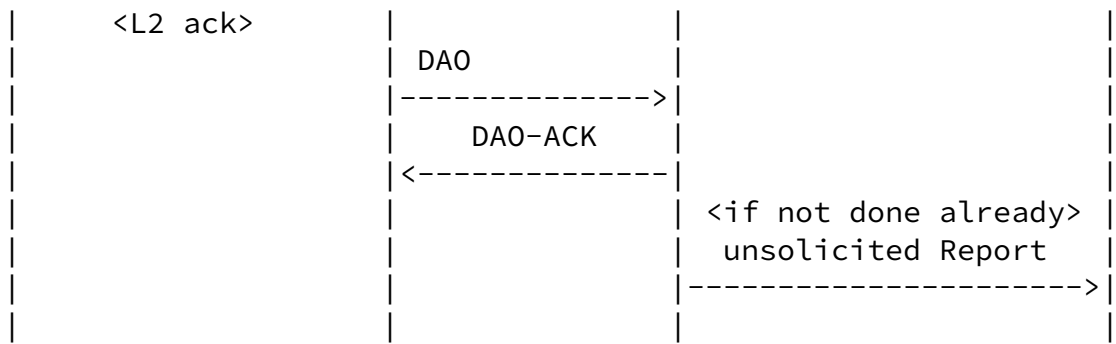 <L2 ack>
DAO
-------------->
DAO-ACK
<--------------
<if not done already>
unsolicited Report
---------------------->